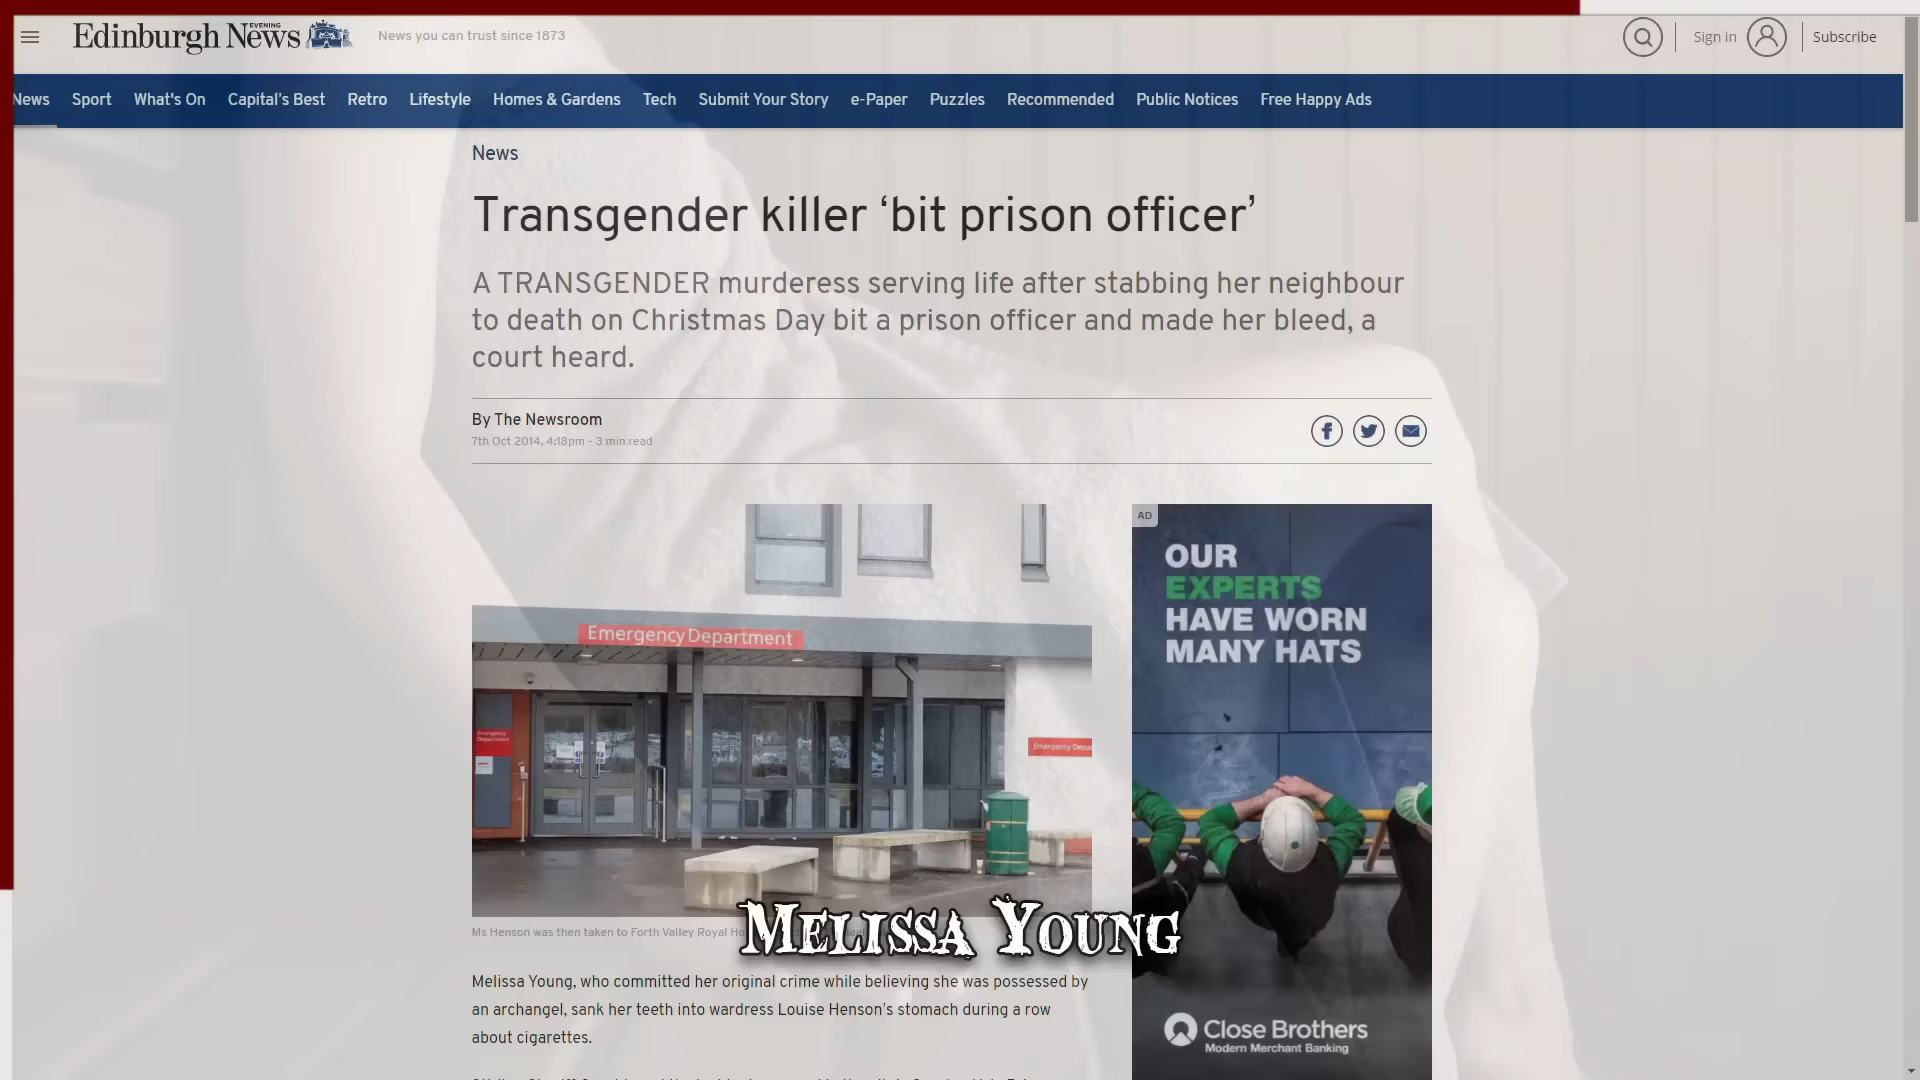 Edinburgh News
EVENING
News you can trust since 1873
Sign in
Subscribe
News Sport What's On Capital's Best Retro Lifestyle Homes & Gardens Tech Submit Your Story e-Paper Puzzles Recommended Public Notices Free Happy Ads
News
Transgender killer ‘bit prison officer’
A TRANSGENDER murderess serving life after stabbing her neighbour
to death on Christmas Day bit a prison officer and made her bleed, a
court heard.
By The Newsroom
7th Oct 2014, 4:18pm - 3 min read
Emergency Department
Emergency
Department
Emergency
AD
OUR
EXPERTS
HAVE WORN
MANY HATS
Close Brothers
Modern Merchant Banking
Ms Henson was then taken to Forth Valley Royal
Melissa Young
Melissa Young, who committed her original crime while believing she was possessed by
an archangel, sank her teeth into wardress Louise Henson's stomach during a row
about cigarettes.